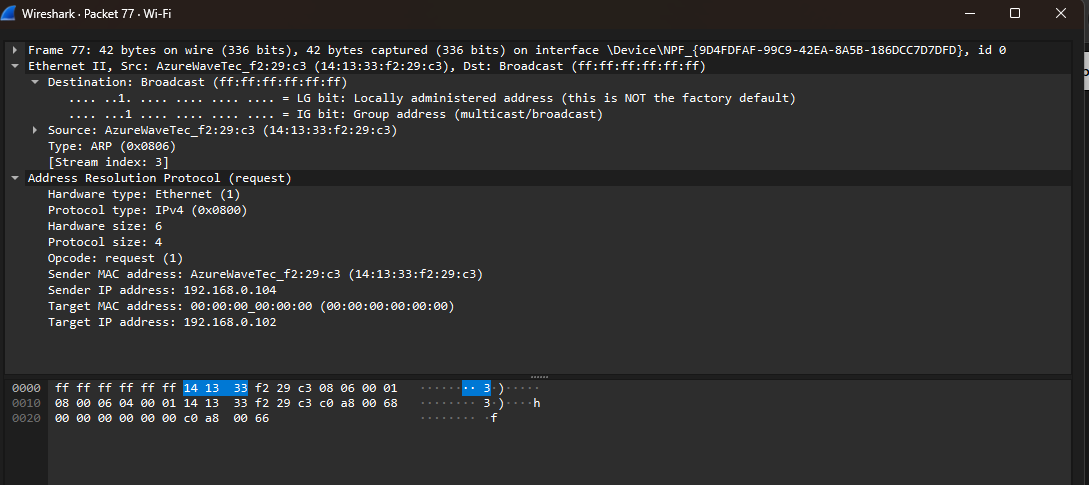 Wireshark · Packet 77 · Wi-Fi
Frame 77: 42 bytes on wire (336 bits), 42 bytes captured (336 bits) on interface \Device\NPF_{9D4FDFAF-99C9-42EA-8A5B-186DCC7D7DFD}, id 0
Ethernet II, Src: AzureWaveTec_f2:29:c3 (14:13:33:f2:29:c3), Dst: Broadcast (ff:ff:ff:ff:ff:ff)
Destination: Broadcast (ff:ff:ff:ff:ff:ff)
.... ..1. .... .... .... .... = LG bit: Locally administered address (this is NOT the factory default)
.... ...1 .... .... .... .... = IG bit: Group address (multicast/broadcast)
Source: AzureWaveTec_f2:29:c3 (14:13:33:f2:29:c3)
Type: ARP (0x0806)
[Stream index: 3]
Address Resolution Protocol (request)
Hardware type: Ethernet (1)
Protocol type: IPv4 (0x0800)
Hardware size: 6
Protocol size: 4
Opcode: request (1)
Sender MAC address: AzureWaveTec_f2:29:c3 (14:13:33:f2:29:c3)
Sender IP address: 192.168.0.104
Target MAC address: 00:00:00_00:00:00 (00:00:00:00:00:00)
Target IP address: 192.168.0.102
0000 ff ff ff ff ff ff 14 13 33 f2 29 c3 08 06 00 01 ········ 3·)·····
0010 08 00 06 04 00 01 14 13 33 f2 29 c3 c0 a8 00 68 ········ 3·)····h
0020 00 00 00 00 00 00 c0 a8 00 66 ········ ·f